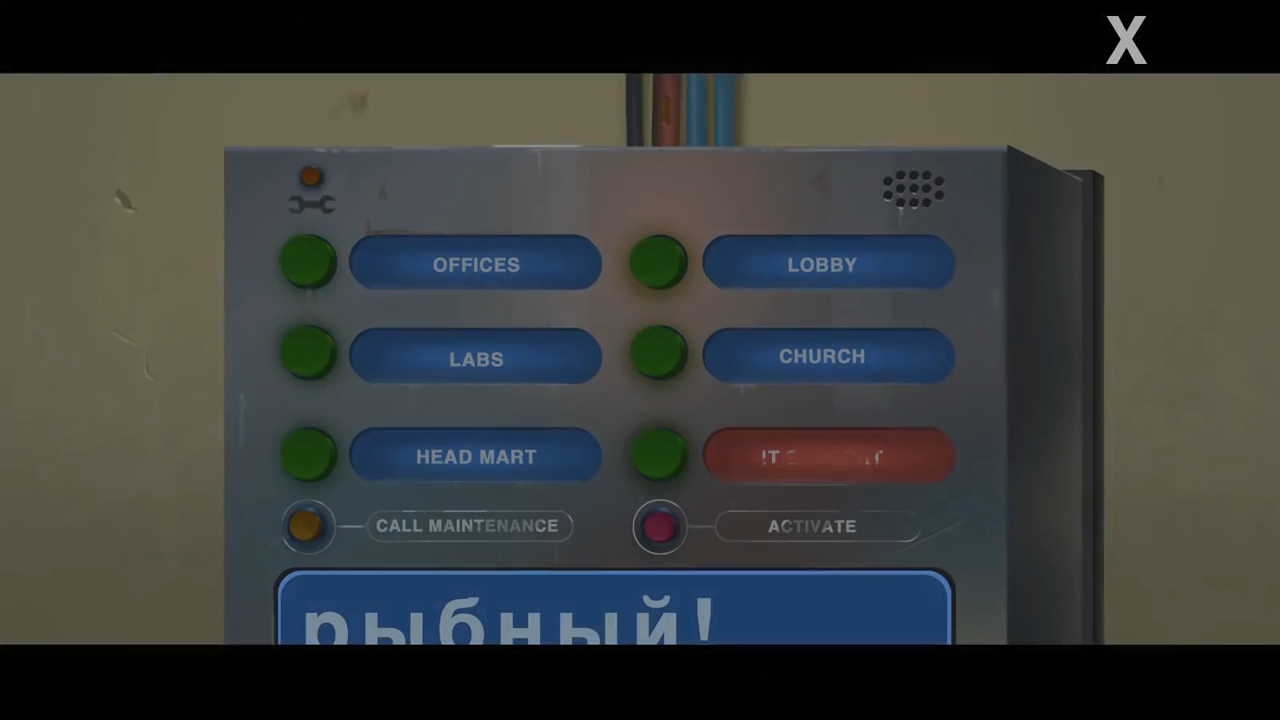 X
OFFICES
LOBBY
LABS
CHURCH
HEAD MART
CALL MAINTENANCE
ACTIVATE
рыбный!